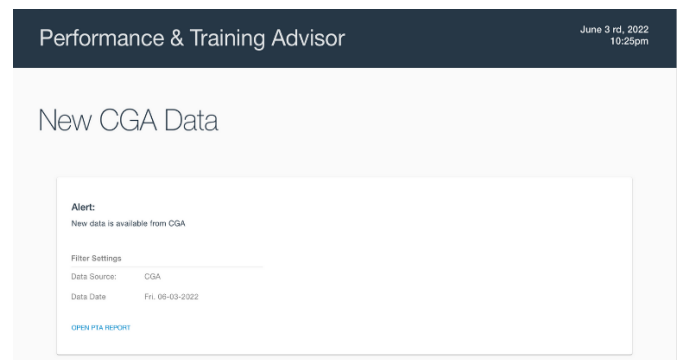 Performance & Training Advisor
June 3 rd, 2022
10:25pm
New CGA Data
Alert:
New data is available from CGA
Filter Settings
Data Source: CGA
Data Date Fri. 06-03-2022
OPEN PTA REPORT